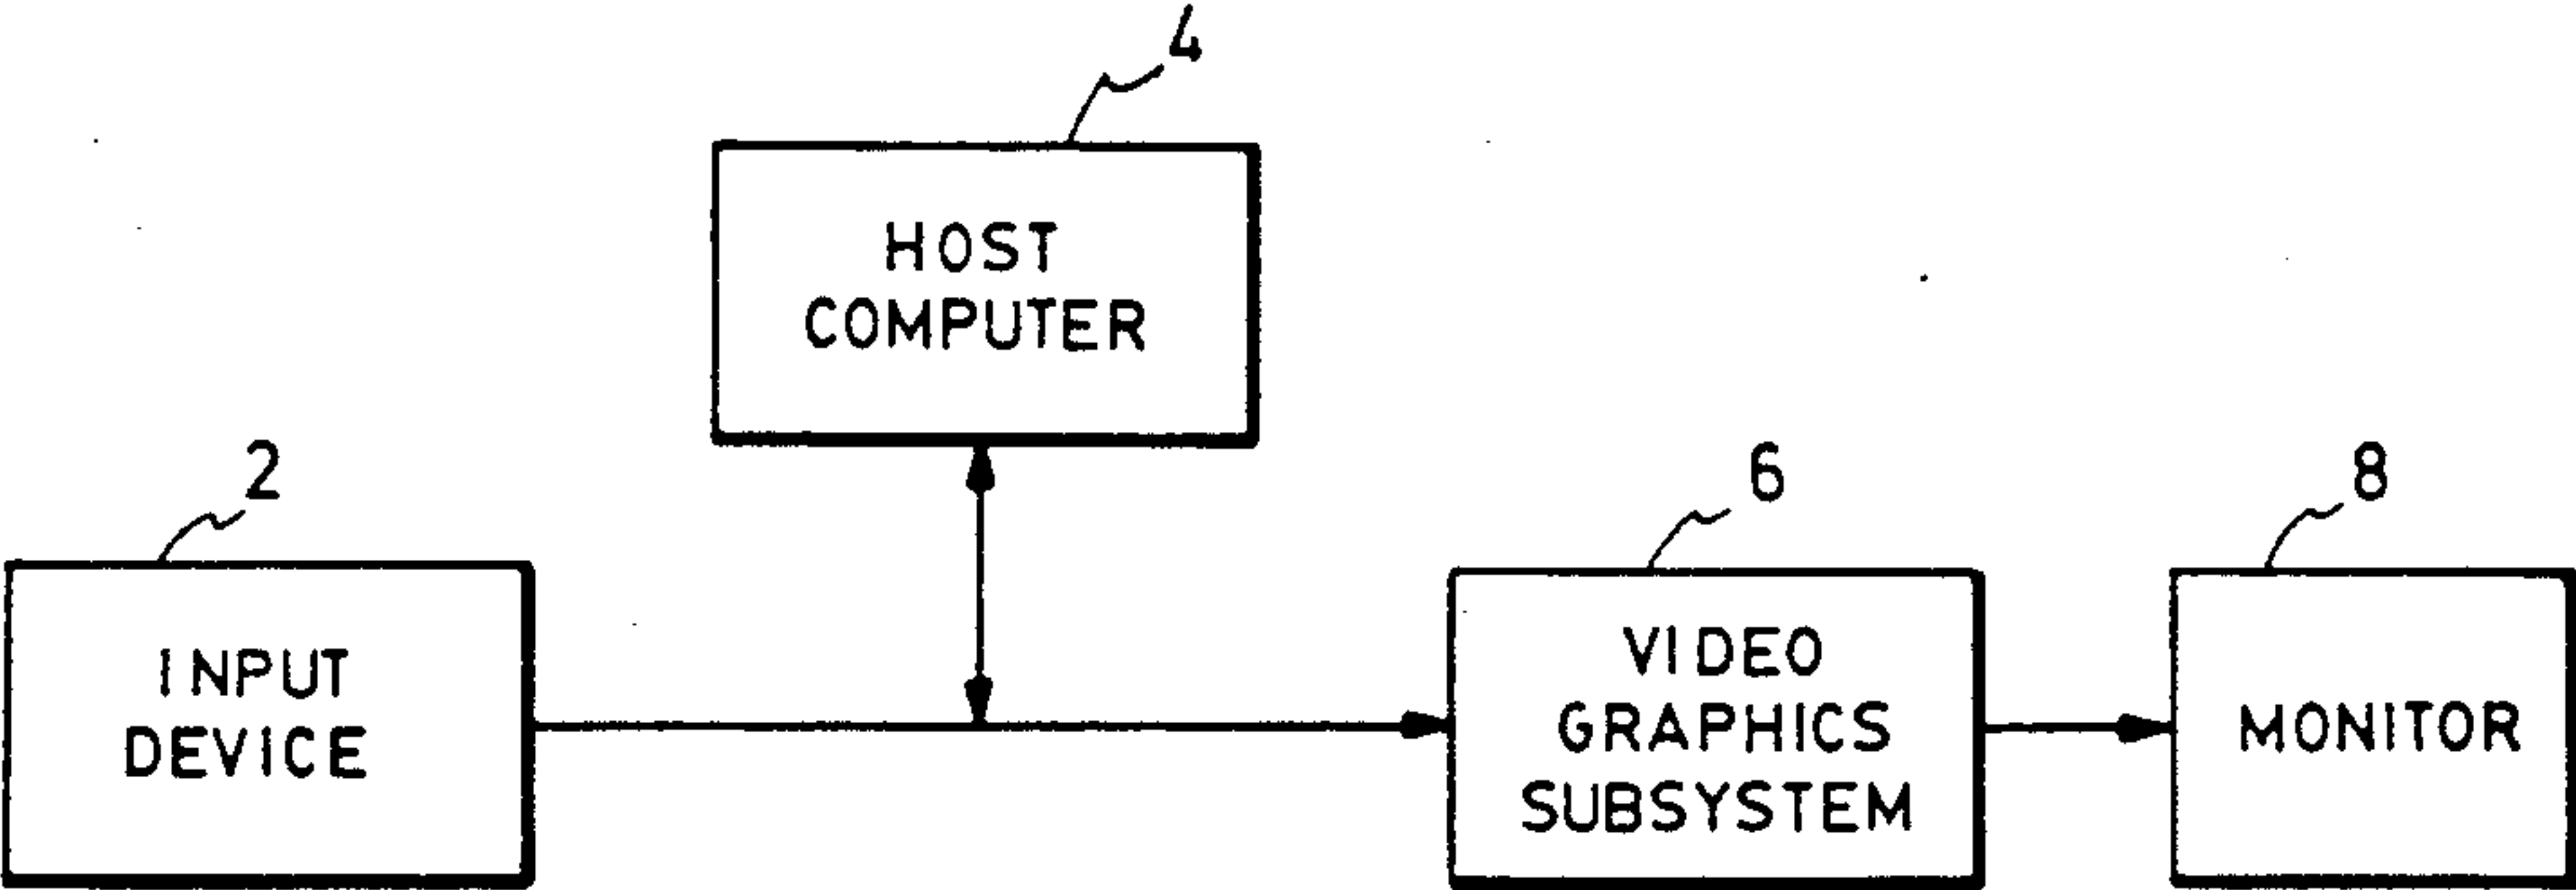 4
HOST
COMPUTER
2
6
8
INPUT
DEVICE
VIDEO
GRAPHICS
SUBSYSTEM
MONITOR